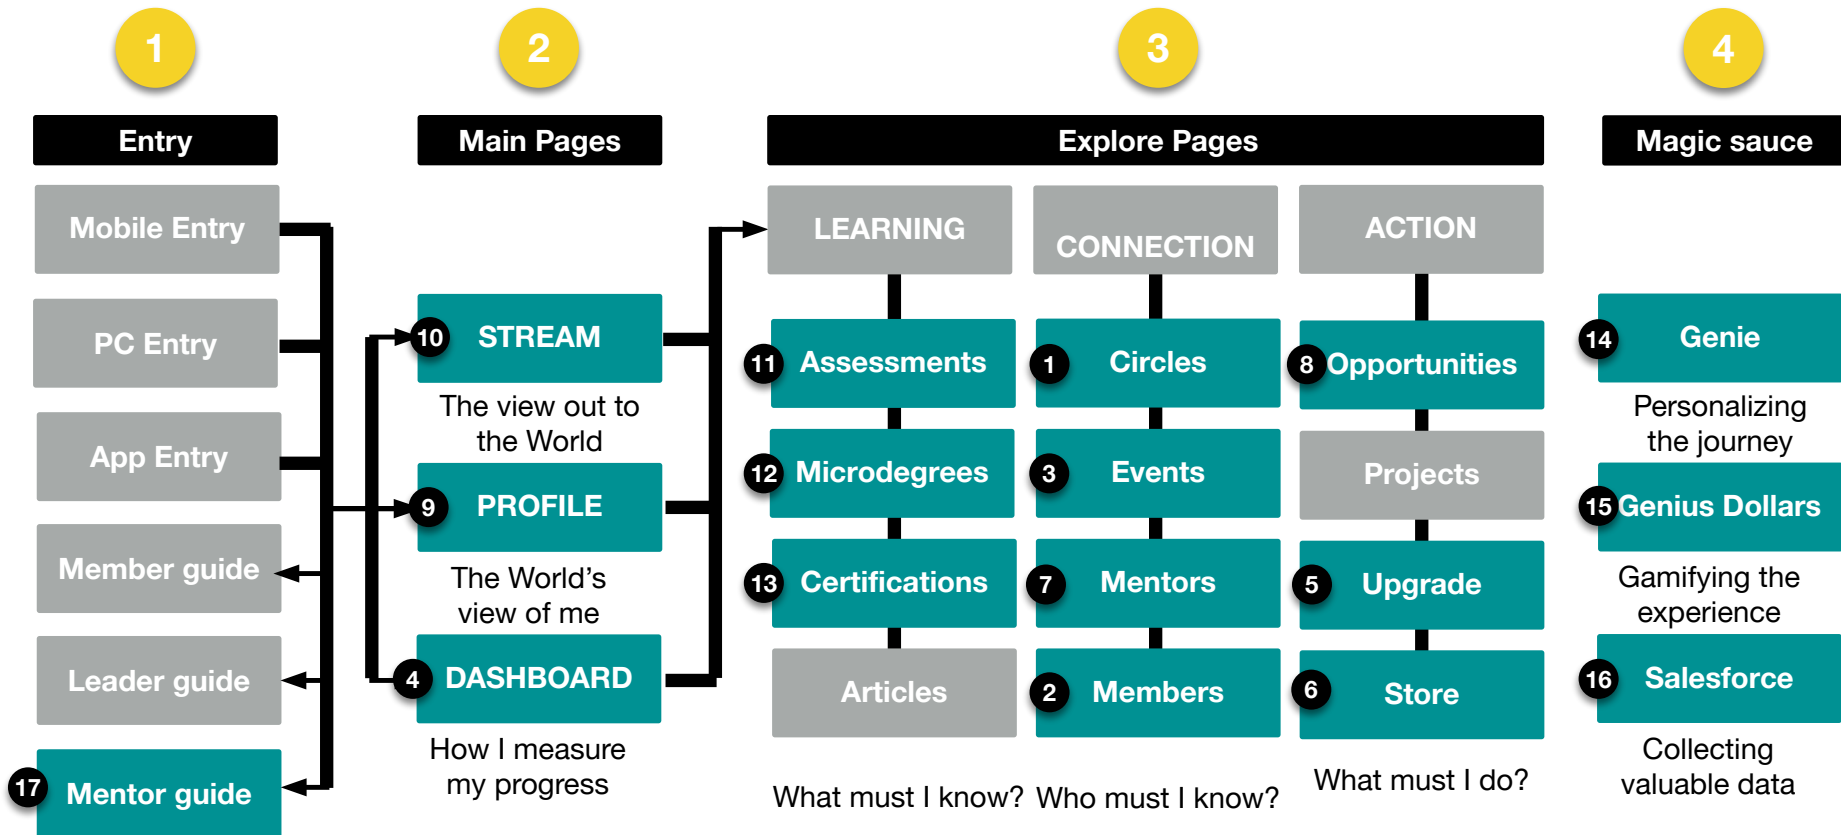 1
2
3
4
Entry
Main Pages
Explore Pages
Magic sauce
Mobile Entry
PC Entry
App Entry
Member guide
Leader guide
17
Mentor guide
10
STREAM
The view out to
the World
9
PROFILE
The World's
view of me
4
DASHBOARD
How I measure
my progress
LEARNING
11
Assessments
12
Microdegrees
13
Certifications
Articles
What must I know?
CONNECTION
1
Circles
3
Events
7
Mentors
2
Members
Who must I know?
ACTION
8
Opportunities
Projects
5
Upgrade
6
Store
What must I do?
14
Genie
Personalizing
the journey
15
Genius Dollars
Gamifying the
experience
16
Salesforce
Collecting
valuable data